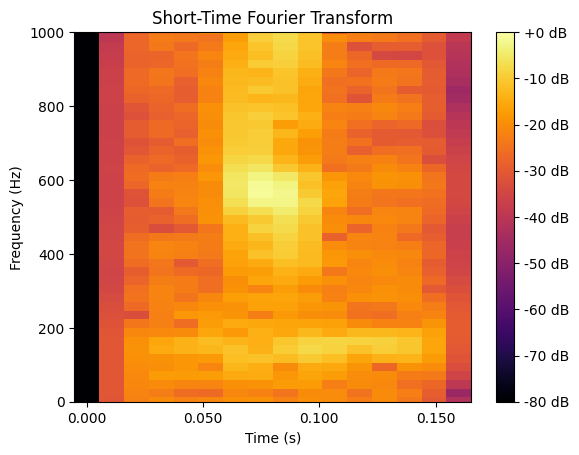 Short-Time Fourier Transform
1000
800
600
400
200
0
Frequency (Hz)
0.000
0.050
0.100
0.150
Time (s)
+0 dB
-10 dB
-20 dB
-30 dB
-40 dB
-50 dB
-60 dB
-70 dB
-80 dB